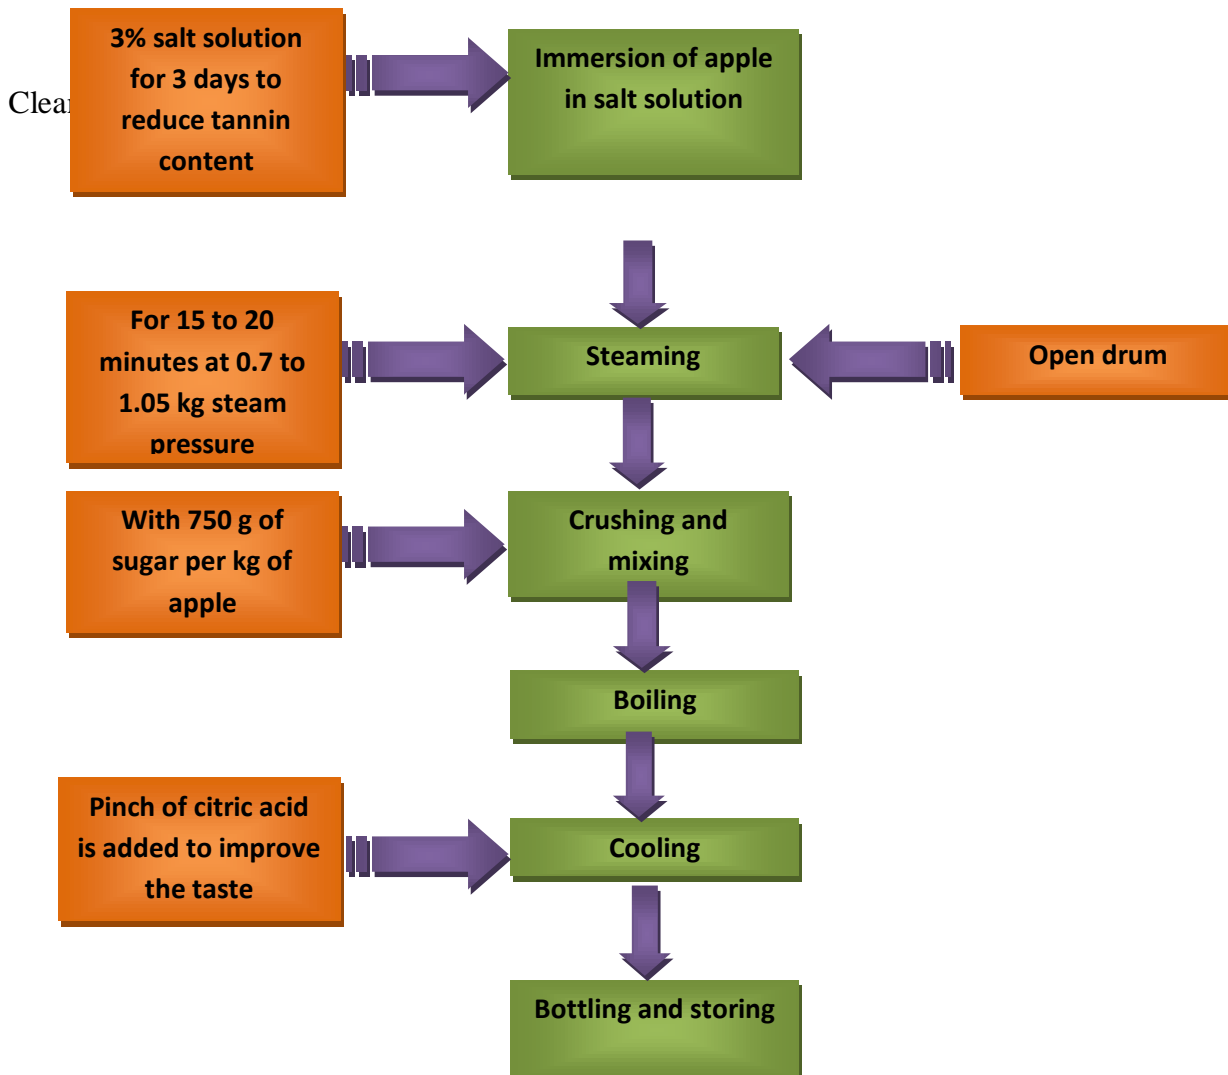 3% salt solution
for 3 days to
reduce tannin
content
Immersion of apple
in salt solution
For 15 to 20
minutes at 0.7 to
1.05 kg steam
pressure
Steaming
Open drum
With 750 g of
sugar per kg of
apple
Crushing and
mixing
Boiling
Pinch of citric acid
is added to improve
the taste
Cooling
Bottling and storing